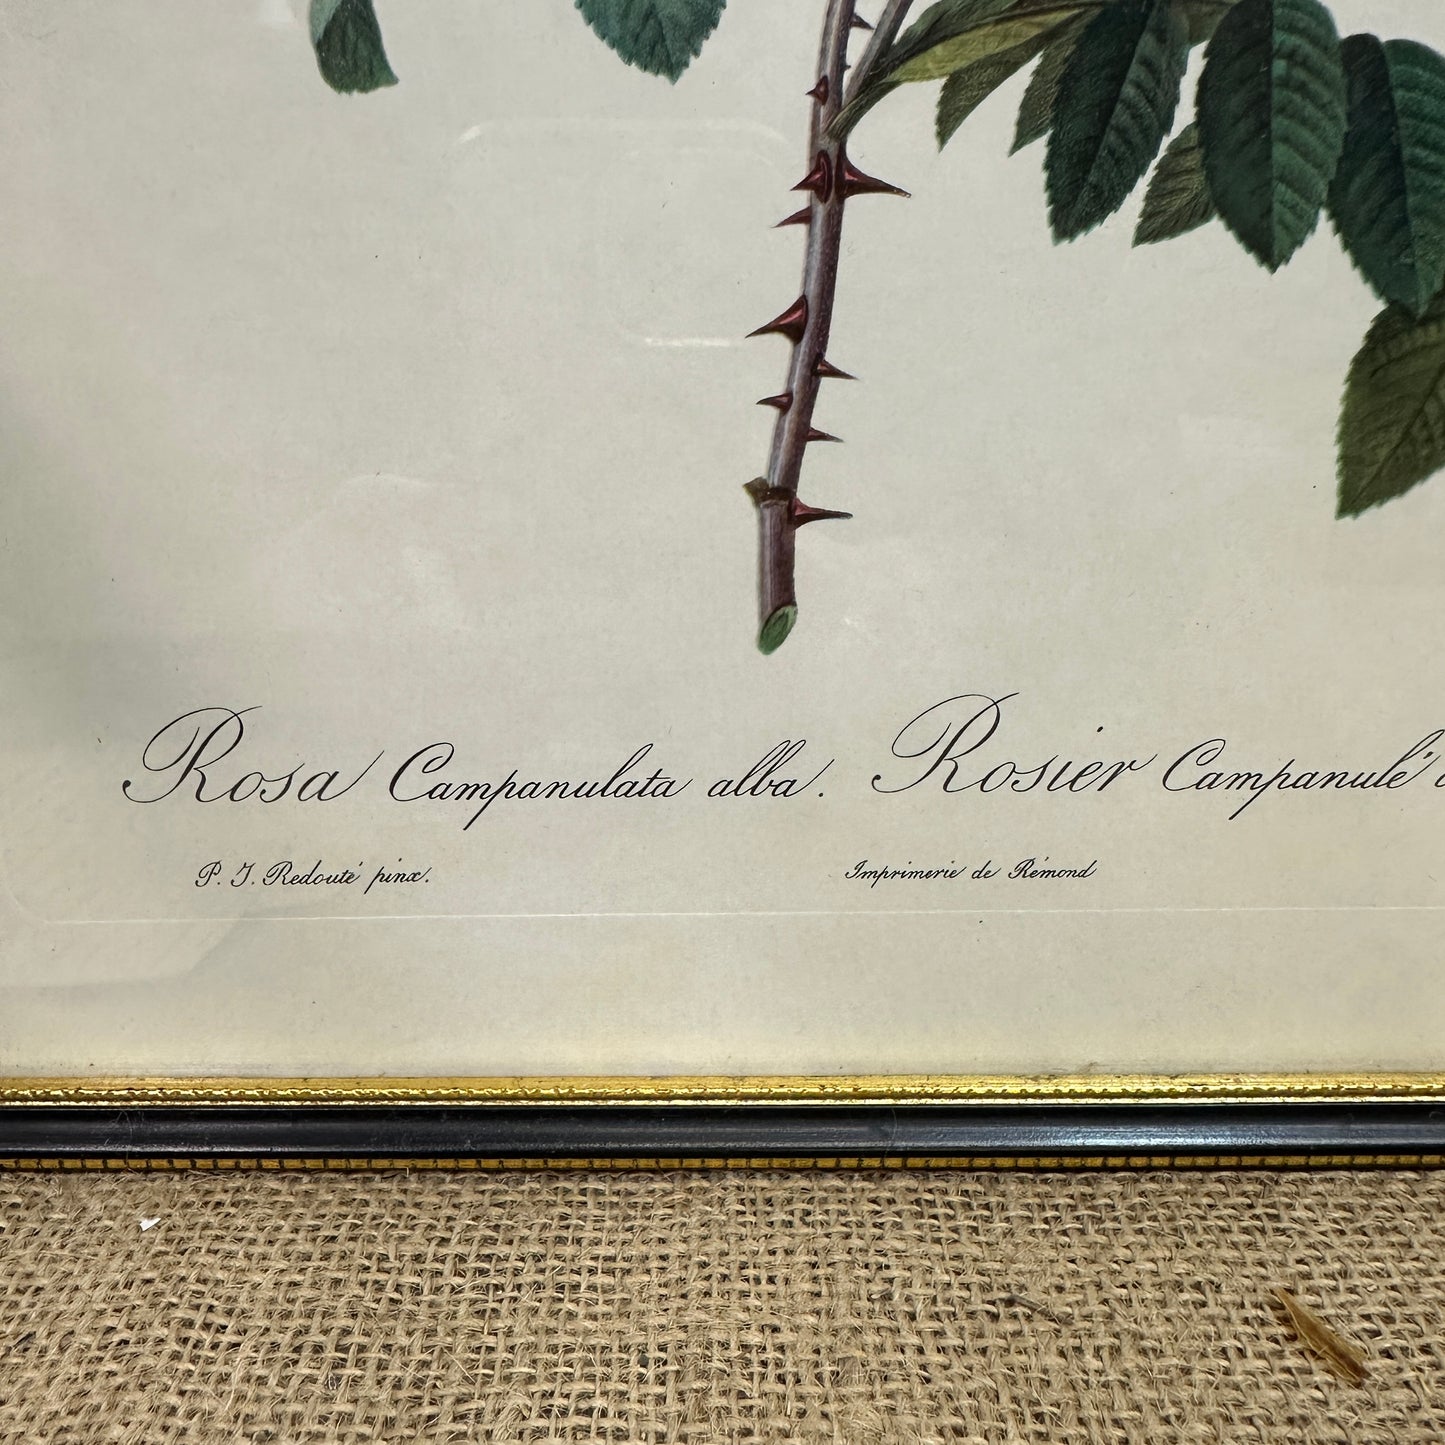 Rosa Campanulata alba. Rosier Campanulé
P. J. Redouté pinx. Imprimerie de Rémond